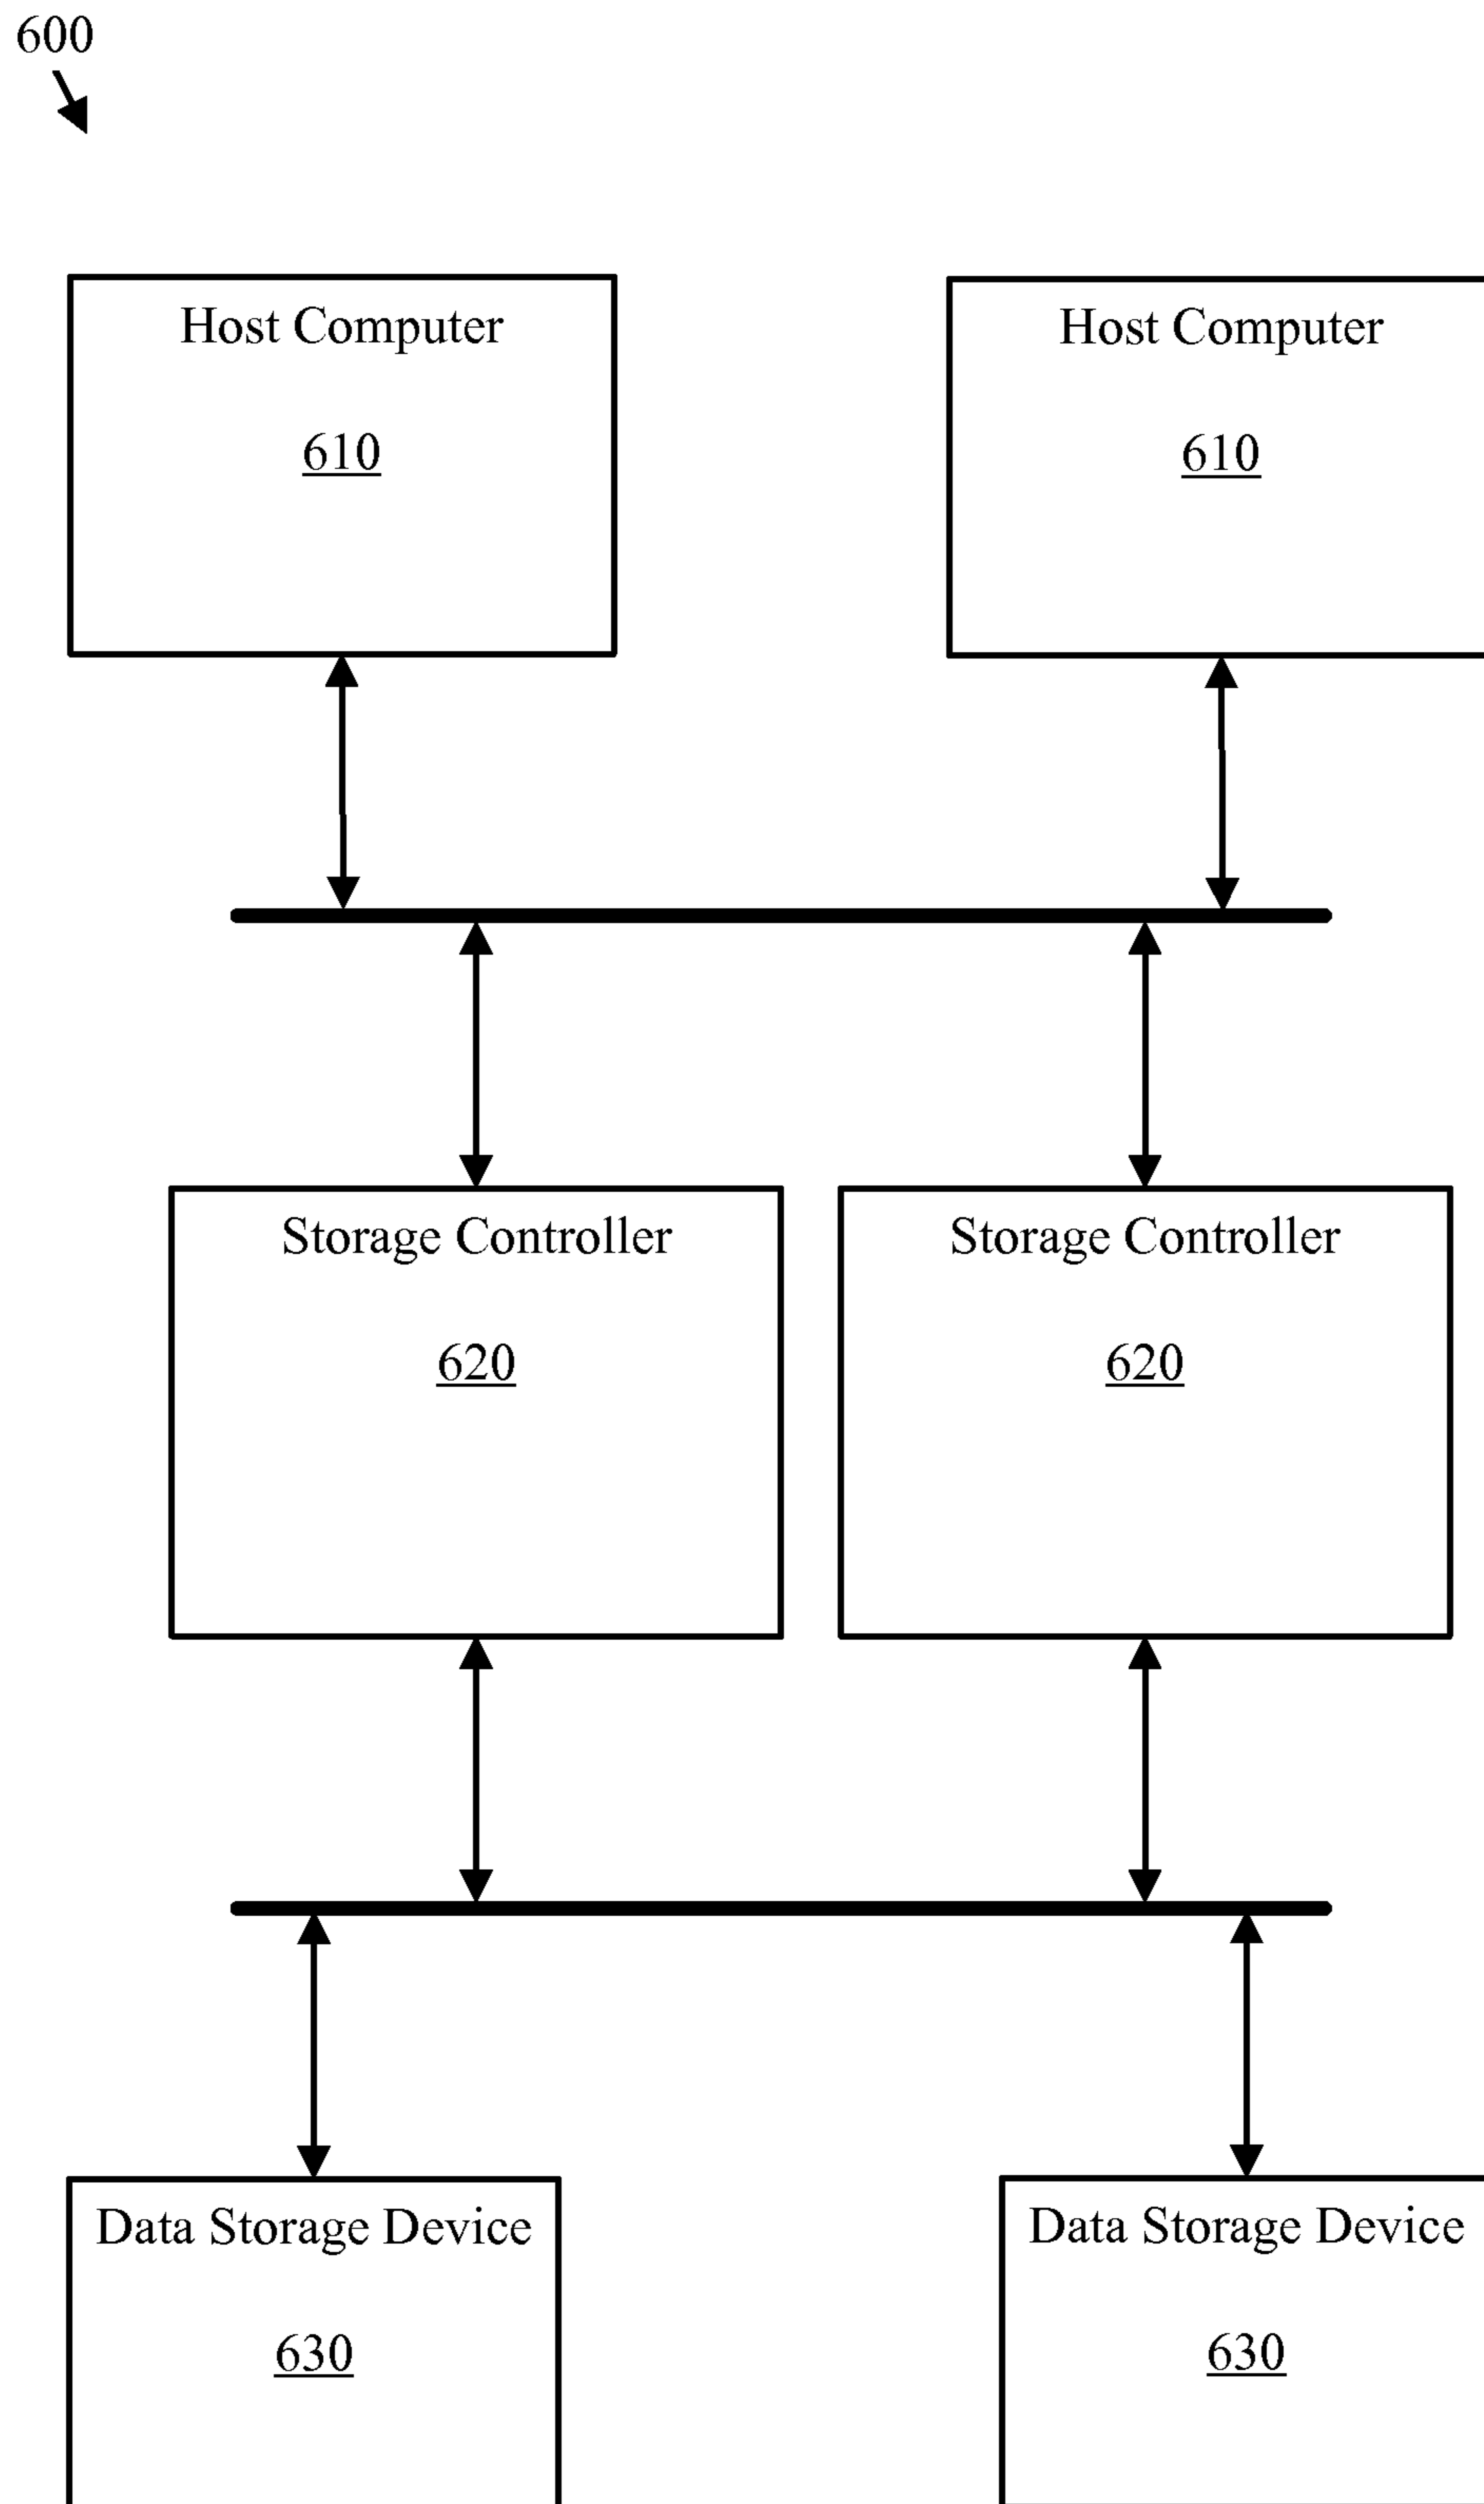 600
Host Computer
Host Computer
610
610
Storage Controller
Storage Controller
620
620
Data Storage Device
Data Storage Device
630
630